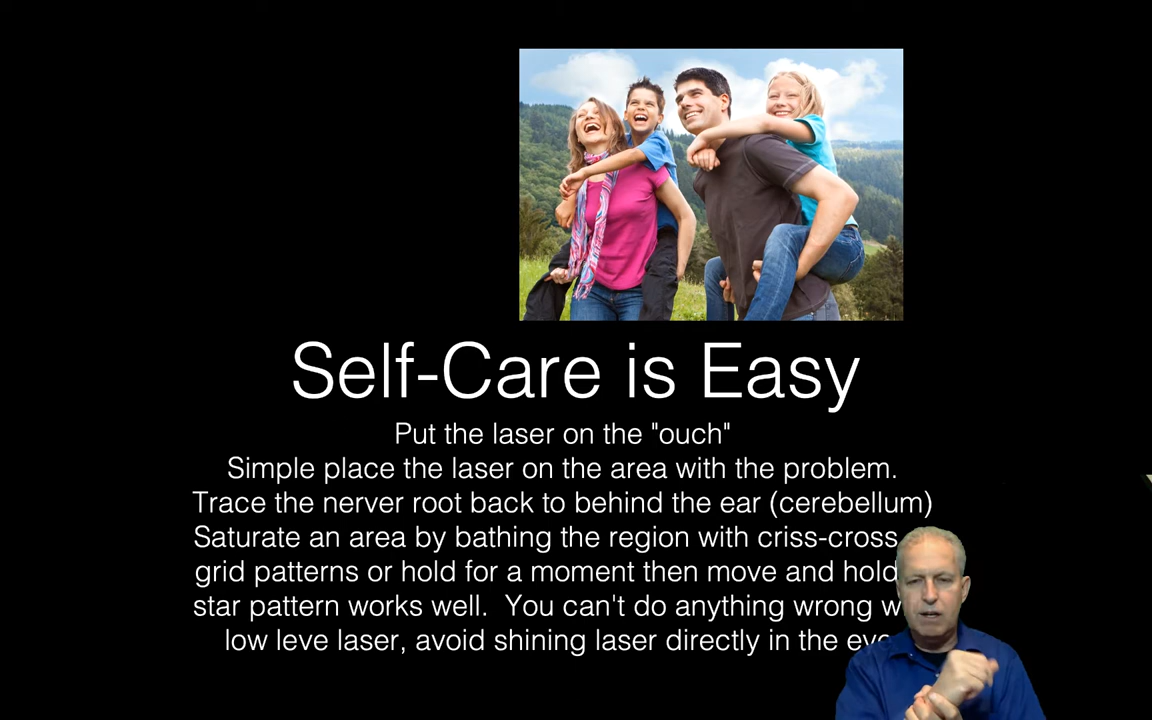 Self-Care is Easy
Put the laser on the "ouch"
Simple place the laser on the area with the problem.
Trace the nerver root back to behind the ear (cerebellum)
Saturate an area by bathing the region with criss-cross
grid patterns or hold for a moment then move and hold
star pattern works well. You can't do anything wrong
low leve laser, avoid shining laser directly in the